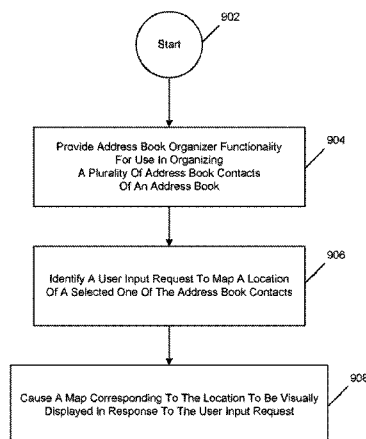 902
Start
904
Provide Address Book Organizer Functionality
For Use In Organizing
A Plurality Of Address Book Contacts
Of An Address Book
906
Identify A User Input Request To Map A Location
Of A Selected One Of The Address Book Contacts
908
Cause A Map Corresponding To The Location To Be Visually
Displayed In Response To The User Input Request